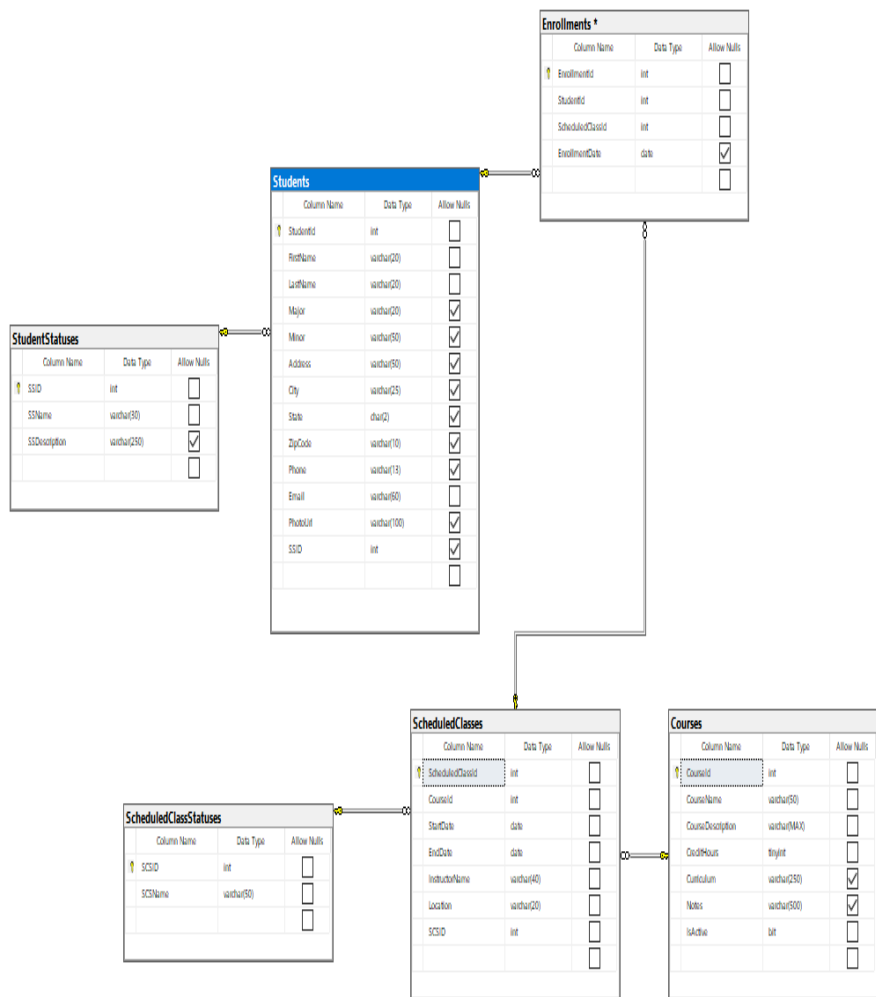 Enrollments *
Column Name Data Type Allow Nulls
EnrollmentId int
StudentId int
ScheduledClassId int
EnrollmentDate date
Students
Column Name Data Type Allow Nulls
StudentId int
FirstName varchar(20)
LastName varchar(20)
Major varchar(20)
Minor varchar(50)
Address varchar(50)
City varchar(25)
State char(2)
ZipCode varchar(10)
Phone varchar(13)
Email varchar(60)
PhotoUrl varchar(100)
SSID int
StudentStatuses
Column Name Data Type Allow Nulls
SSID int
SSName varchar(30)
SSDescription varchar(250)
ScheduledClasses
Column Name Data Type Allow Nulls
ScheduledClassId int
CourseId int
StartDate date
EndDate date
InstructorName varchar(40)
Location varchar(20)
SCSID int
Courses
Column Name Data Type Allow Nulls
CourseId int
CourseName varchar(50)
CourseDescription varchar(MAX)
CreditHours tinyint
Curriculum varchar(250)
Notes varchar(500)
IsActive bit
ScheduledClassStatuses
Column Name Data Type Allow Nulls
SCSID int
SCSName varchar(50)